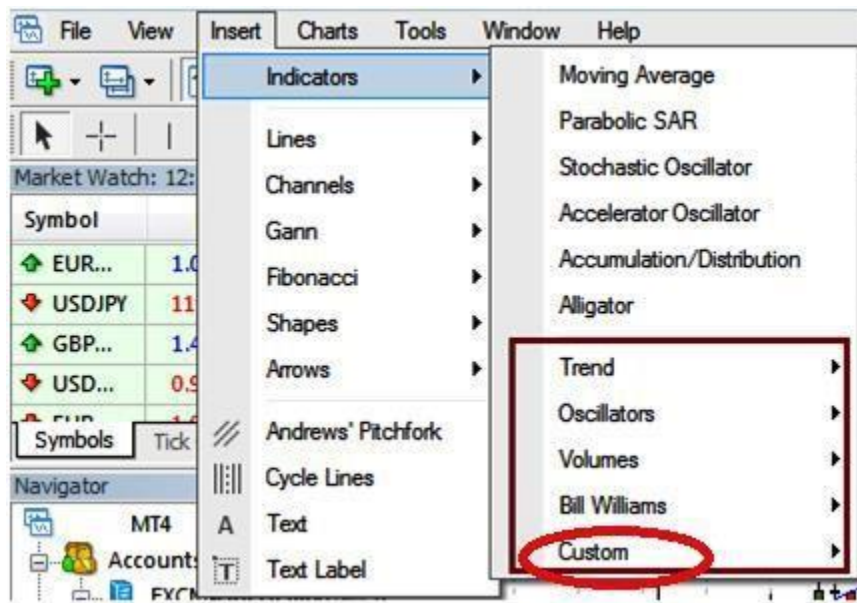 File View Insert Charts Tools Window Help
Indicators
Lines
Channels
Gann
Fibonacci
Shapes
Arrows
Andrews' Pitchfork
Cycle Lines
A Text
T Text Label
Moving Average
Parabolic SAR
Stochastic Oscillator
Accelerator Oscillator
Accumulation/Distribution
Alligator
Trend
Oscillators
Volumes
Bill Williams
Custom
Market Watch: 12:
Symbol
EUR... 1.0
USDJPY 11
GBP... 1.4
USD... 0.9
Symbols Tick
Navigator
MT4
Accounts